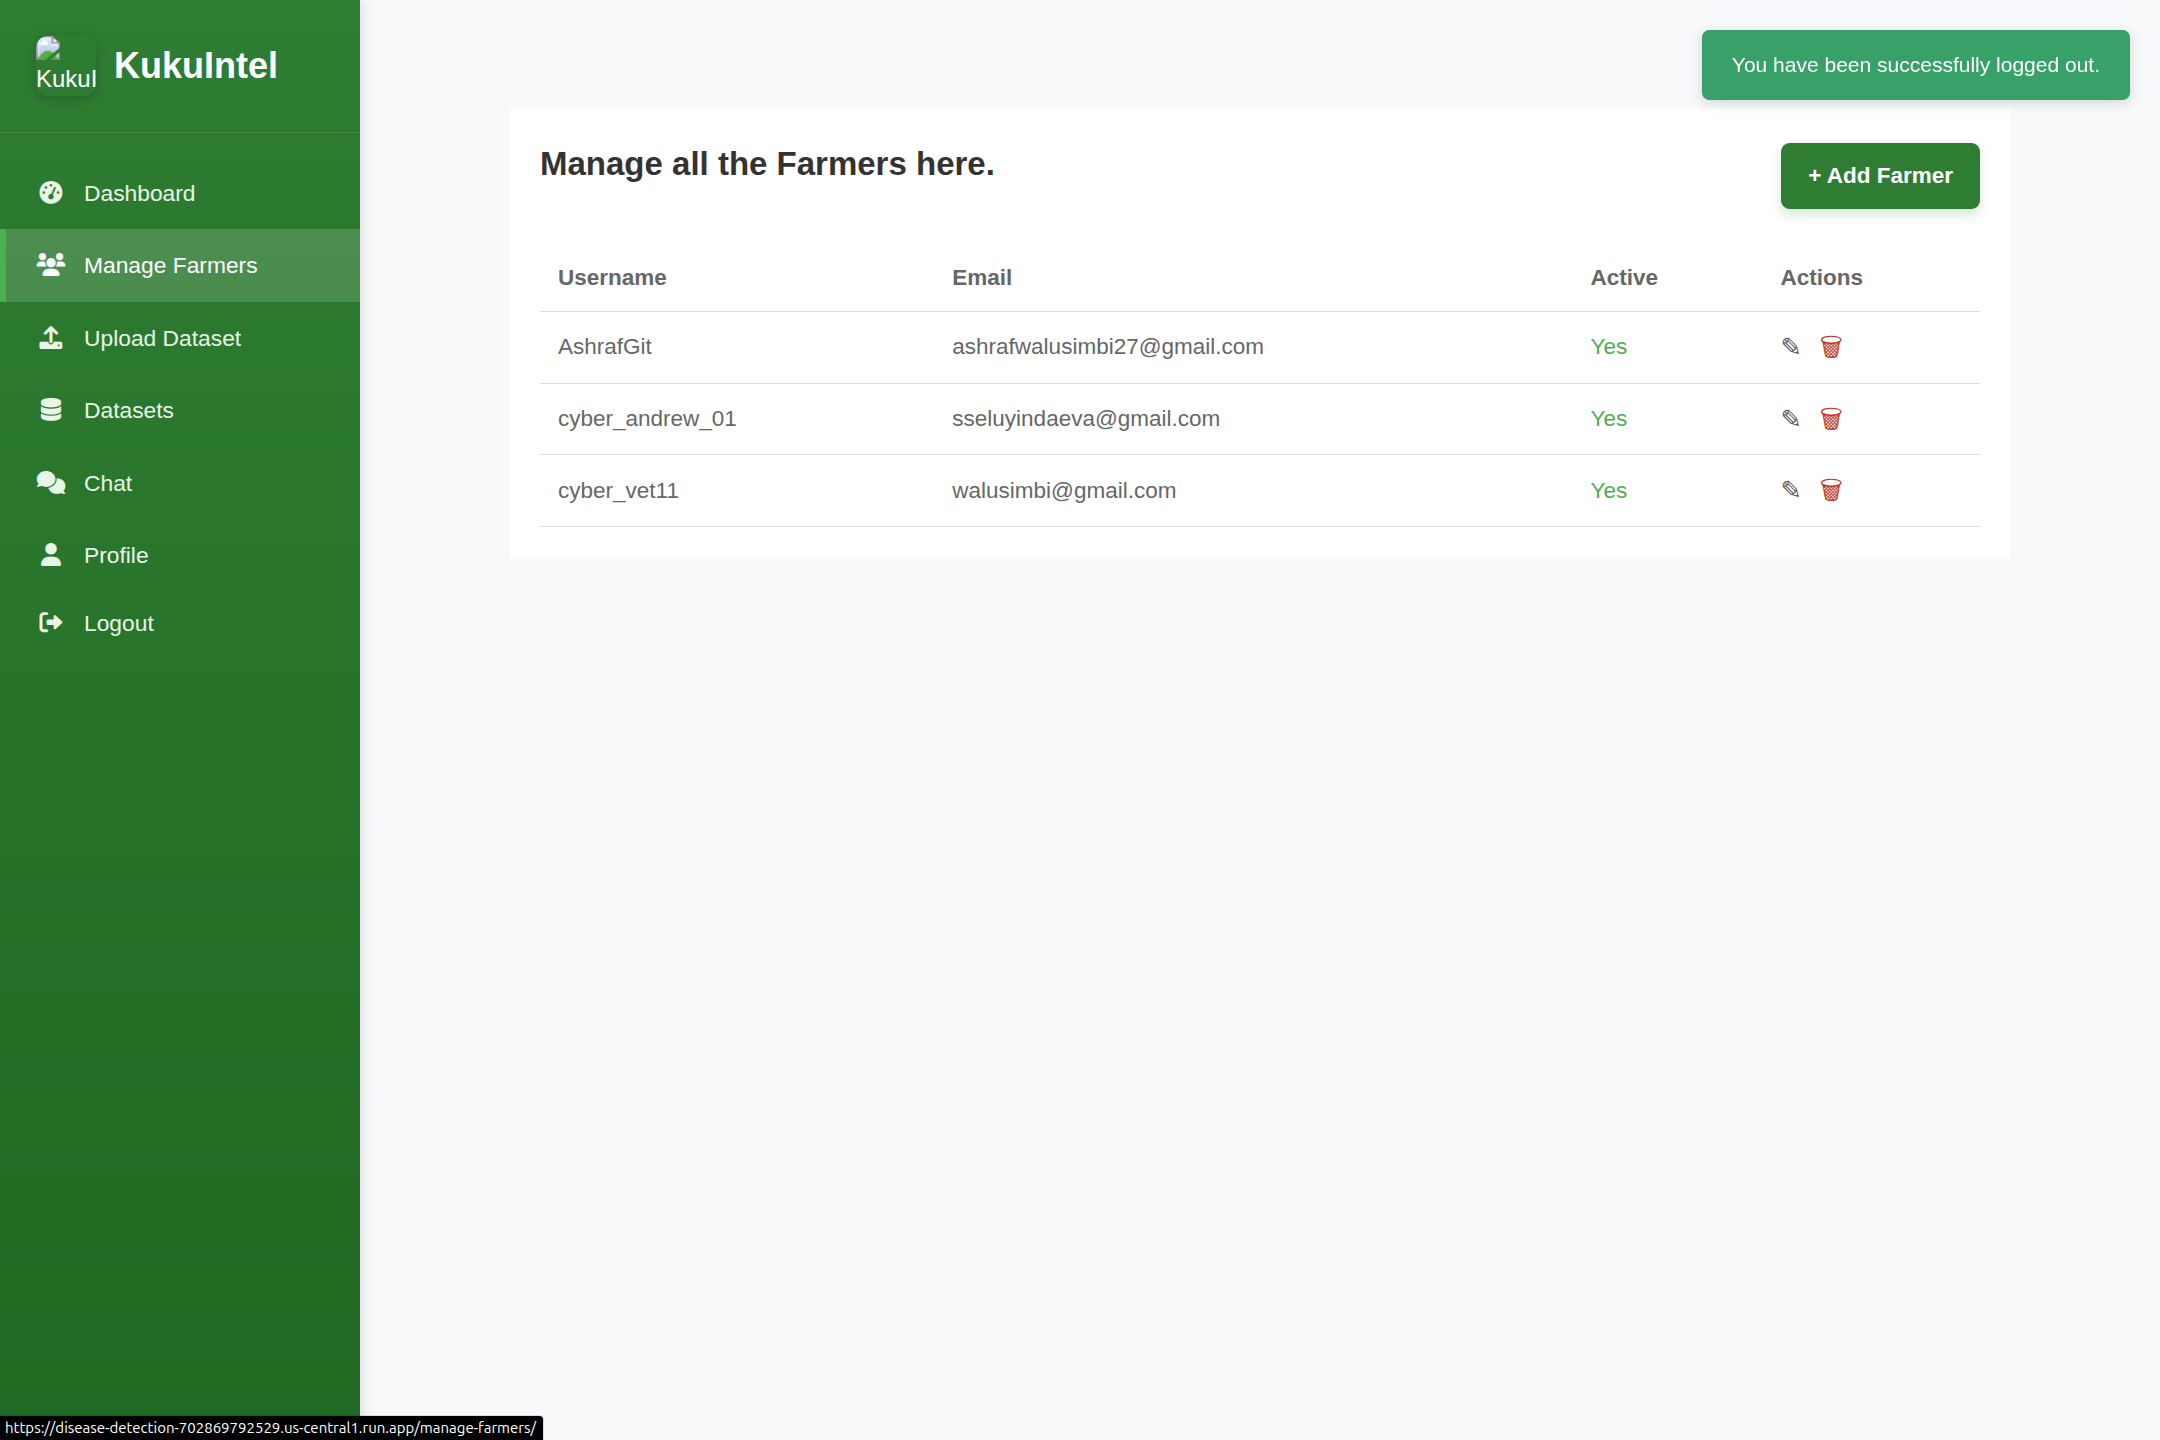 Kukul
KukuIntel
You have been successfully logged out.
Dashboard
Manage Farmers
Upload Dataset
Datasets
Chat
Profile
Logout
Manage all the Farmers here.
+ Add Farmer
Username Email Active Actions
AshrafGit ashrafwalusimbi27@gmail.com Yes
cyber_andrew_01 sseluyindaeva@gmail.com Yes
cyber_vet11 walusimbi@gmail.com Yes
https://disease-detection-702869792529.us-central1.run.app/manage-farmers/